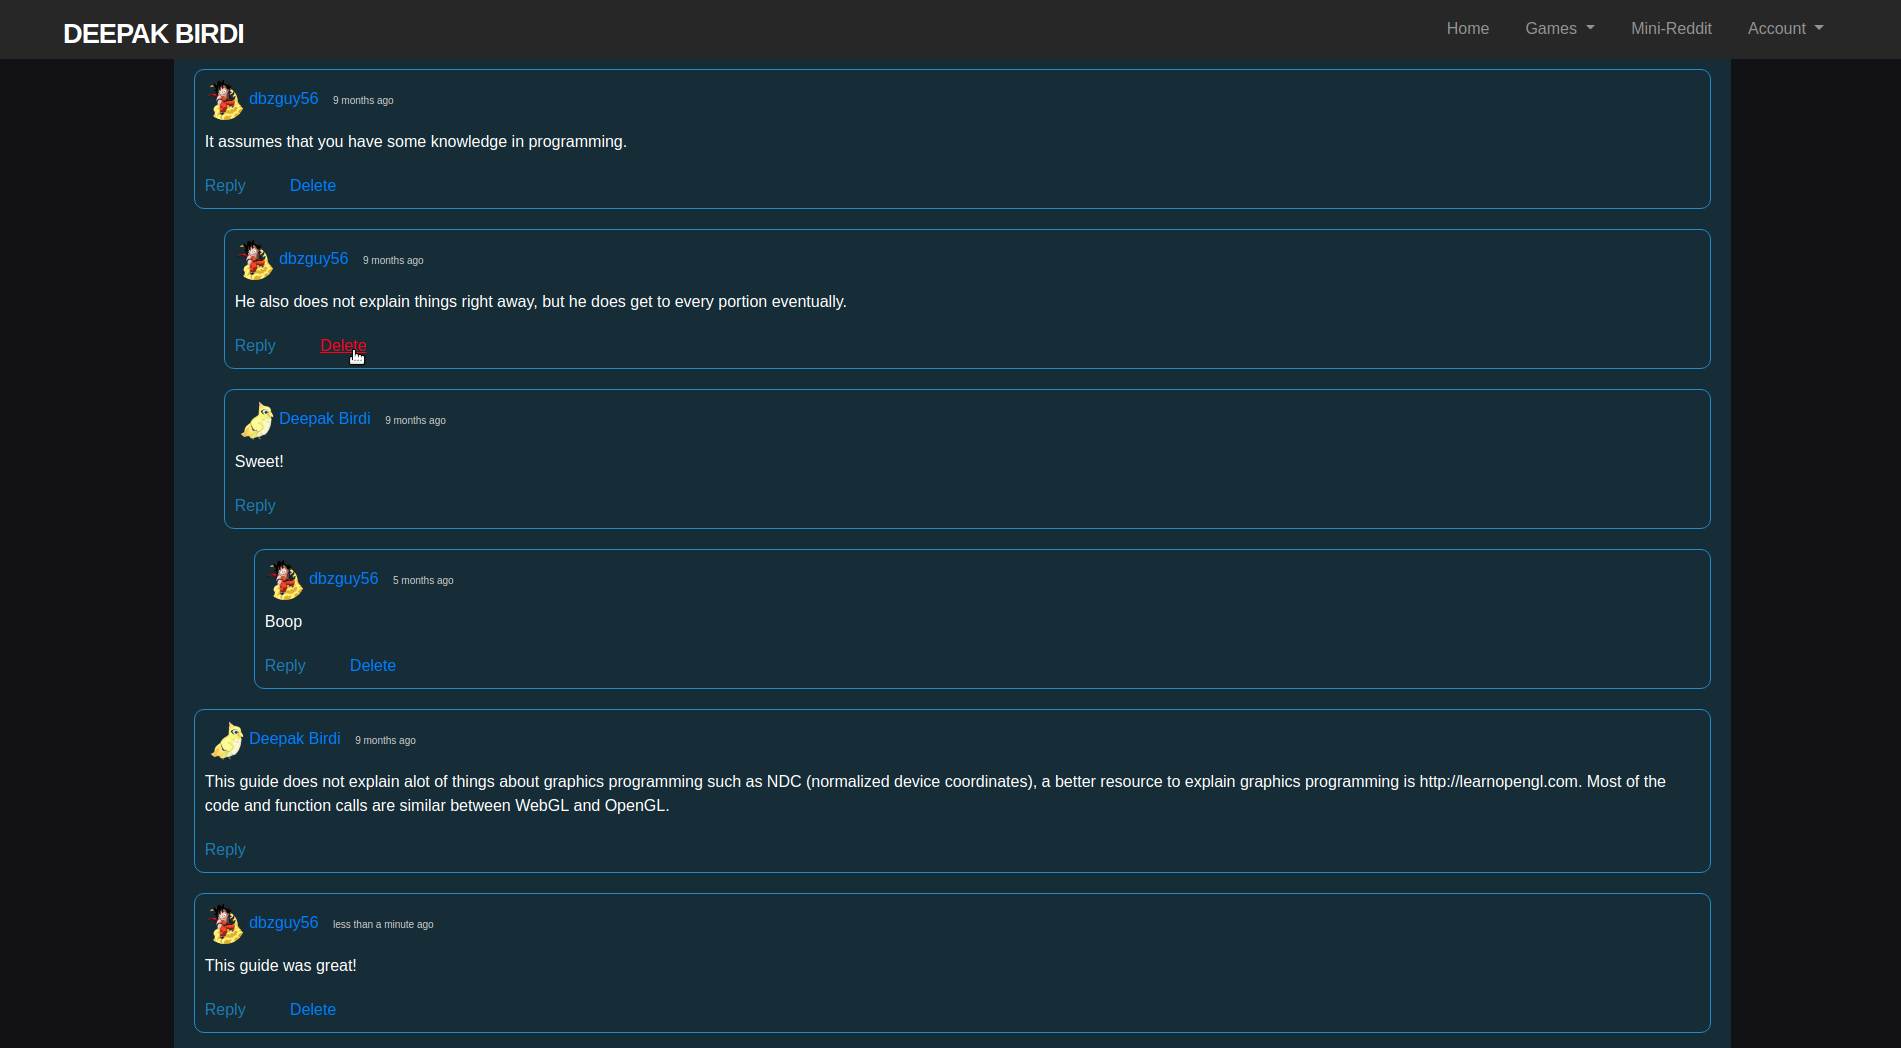 DEEPAK BIRDI
Home Games Mini-Reddit Account
dbzguy56 9 months ago
It assumes that you have some knowledge in programming.
Reply Delete
dbzguy56 9 months ago
He also does not explain things right away, but he does get to every portion eventually.
Reply Delete
Deepak Birdi 9 months ago
Sweet!
Reply
dbzguy56 5 months ago
Boop
Reply Delete
Deepak Birdi 9 months ago
This guide does not explain alot of things about graphics programming such as NDC (normalized device coordinates), a better resource to explain graphics programming is http://learnopengl.com. Most of the
code and function calls are similar between WebGL and OpenGL.
Reply
dbzguy56 less than a minute ago
This guide was great!
Reply Delete